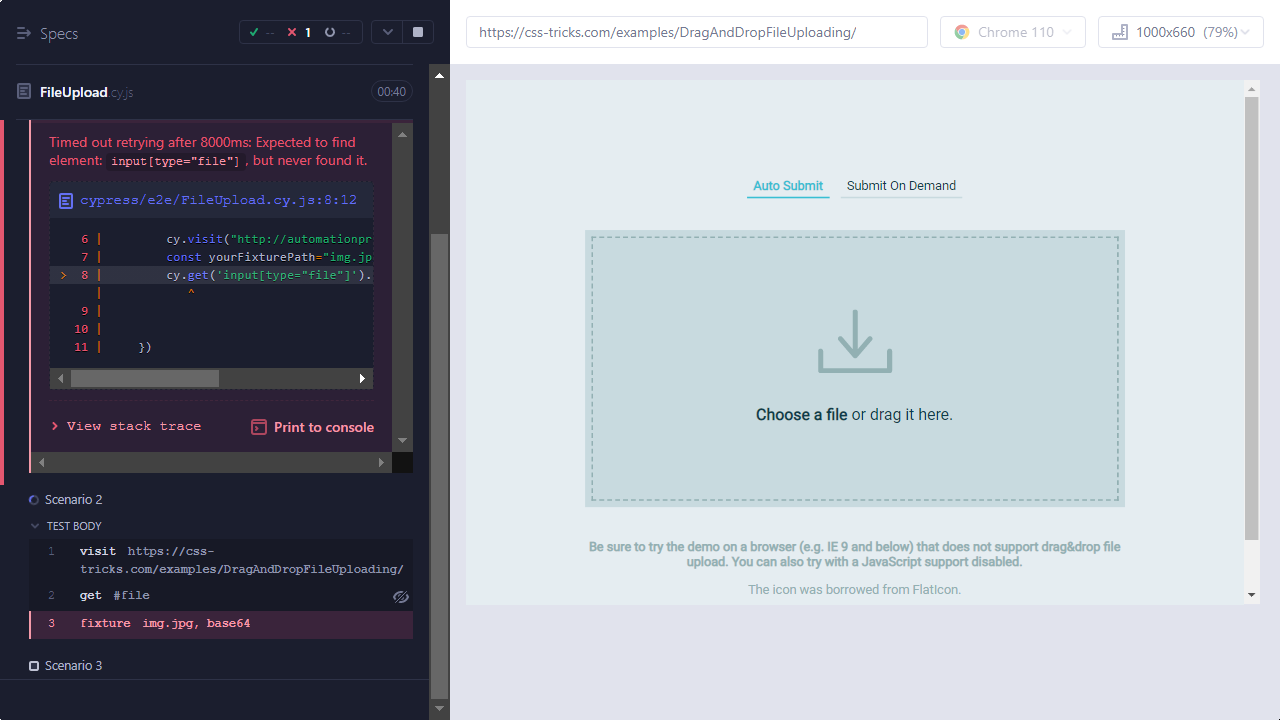 Specs
-- 1 --
https://css-tricks.com/examples/DragAndDropFileUploading/
Chrome 110
1000x660 (79%)
FileUpload.cy.js
00:40
Timed out retrying after 8000ms: Expected to find
element: input[type="file"], but never found it.
cypress/e2e/FileUpload.cy.js:8:12
6 | cy.visit("http://automationpr
7 | const yourFixturePath="img.jp
> 8 | cy.get('input[type="file"]').
| ^
9 |
10 |
11 | })
View stack trace
Print to console
Scenario 2
TEST BODY
1 visit https://css-
tricks.com/examples/DragAndDropFileUploading/
2 get #file
3 fixture img.jpg, base64
Scenario 3
Auto Submit
Submit On Demand
Choose a file or drag it here.
Be sure to try the demo on a browser (e.g. IE 9 and below) that does not support drag&drop file
upload. You can also try with a JavaScript support disabled.
The icon was borrowed from FlatIcon.